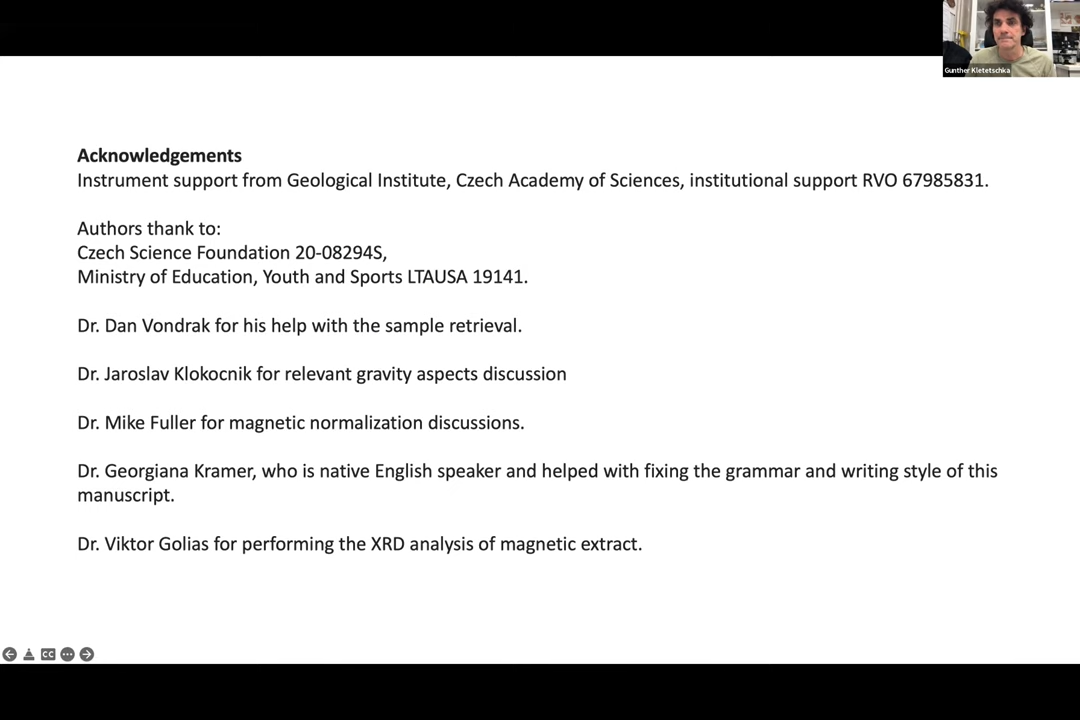 Gunther Kletetschka
Acknowledgements
Instrument support from Geological Institute, Czech Academy of Sciences, institutional support RVO 67985831.
Authors thank to:
Czech Science Foundation 20-08294S,
Ministry of Education, Youth and Sports LTAUSA 19141.
Dr. Dan Vondrak for his help with the sample retrieval.
Dr. Jaroslav Klokocnik for relevant gravity aspects discussion
Dr. Mike Fuller for magnetic normalization discussions.
Dr. Georgiana Kramer, who is native English speaker and helped with fixing the grammar and writing style of this
manuscript.
Dr. Viktor Golias for performing the XRD analysis of magnetic extract.
CC